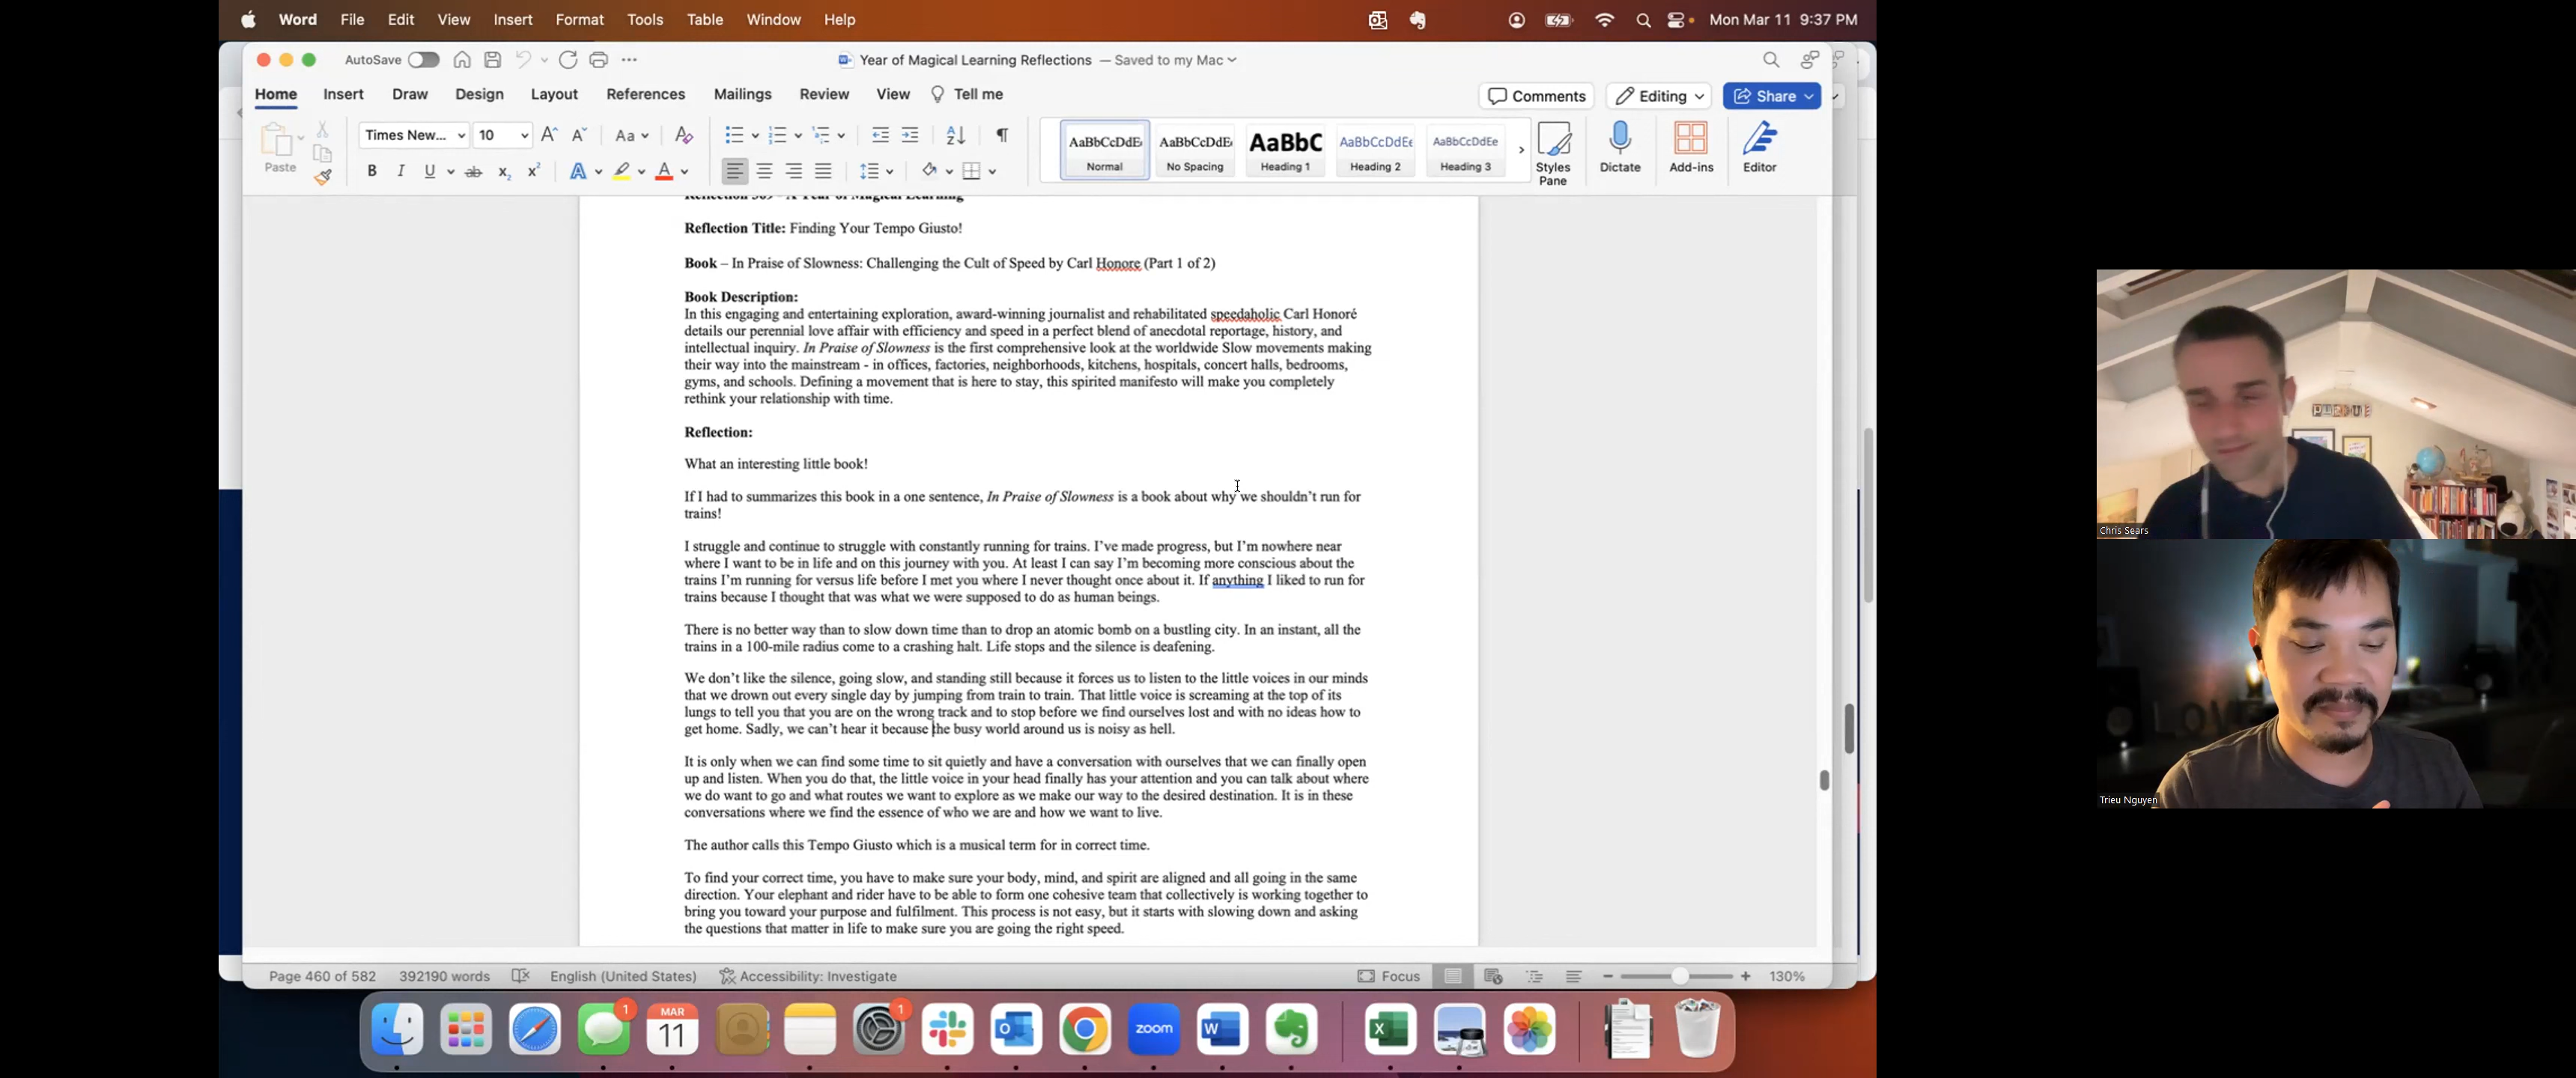 Word File Edit View Insert Format Tools Table Window Help Mon Mar 11 9:37 PM
AutoSave Year of Magical Learning Reflections — Saved to my Mac
Home Insert Draw Design Layout References Mailings Review View Tell me Comments Editing Share
Paste Times New... 10 Aa AaBbCcDdE AaBbCcDdE AaBbC AaBbCcDdE AaBbCcDdEe
Normal No Spacing Heading 1 Heading 2 Heading 3 Styles Pane Dictate Add-ins Editor
Reflection 369 - A Year of Magical Learning
Reflection Title: Finding Your Tempo Giusto!
Book – In Praise of Slowness: Challenging the Cult of Speed by Carl Honore (Part 1 of 2)
Book Description:
In this engaging and entertaining exploration, award-winning journalist and rehabilitated speedaholic Carl Honoré
details our perennial love affair with efficiency and speed in a perfect blend of anecdotal reportage, history, and
intellectual inquiry. In Praise of Slowness is the first comprehensive look at the worldwide Slow movements making
their way into the mainstream - in offices, factories, neighborhoods, kitchens, hospitals, concert halls, bedrooms,
gyms, and schools. Defining a movement that is here to stay, this spirited manifesto will make you completely
rethink your relationship with time.
Reflection:
What an interesting little book!
If I had to summarizes this book in a one sentence, In Praise of Slowness is a book about why we shouldn't run for
trains!
I struggle and continue to struggle with constantly running for trains. I've made progress, but I'm nowhere near
where I want to be in life and on this journey with you. At least I can say I'm becoming more conscious about the
trains I'm running for versus life before I met you where I never thought once about it. If anything I liked to run for
trains because I thought that was what we were supposed to do as human beings.
There is no better way than to slow down time than to drop an atomic bomb on a bustling city. In an instant, all the
trains in a 100-mile radius come to a crashing halt. Life stops and the silence is deafening.
We don't like the silence, going slow, and standing still because it forces us to listen to the little voices in our minds
that we drown out every single day by jumping from train to train. That little voice is screaming at the top of its
lungs to tell you that you are on the wrong track and to stop before we find ourselves lost and with no ideas how to
get home. Sadly, we can't hear it because the busy world around us is noisy as hell.
It is only when we can find some time to sit quietly and have a conversation with ourselves that we can finally open
up and listen. When you do that, the little voice in your head finally has your attention and you can talk about where
we do want to go and what routes we want to explore as we make our way to the desired destination. It is in these
conversations where we find the essence of who we are and how we want to live.
The author calls this Tempo Giusto which is a musical term for in correct time.
To find your correct time, you have to make sure your body, mind, and spirit are aligned and all going in the same
direction. Your elephant and rider have to be able to form one cohesive team that collectively is working together to
bring you toward your purpose and fulfilment. This process is not easy, but it starts with slowing down and asking
the questions that matter in life to make sure you are going the right speed.
Page 460 of 582 392190 words English (United States) Accessibility: Investigate Focus 130%
1 MAR 11 1 zoom
PURDUE
Chris Sears
LOVE
Trieu Nguyen